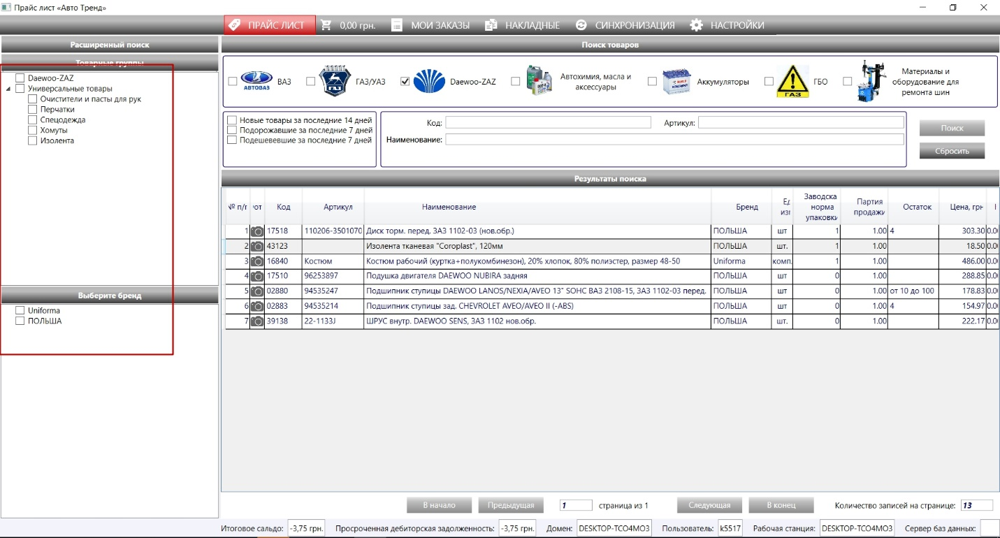 Прайс лист «Авто Тренд»
ПРАЙС ЛИСТ 0,00 грн. МОИ ЗАКАЗЫ НАКЛАДНЫЕ СИНХРОНИЗАЦИЯ НАСТРОЙКИ
Расширенный поиск
Товарные группы
Daewoo-ZAZ
Универсальные товары
Очистители и пасты для рук
Перчатки
Спецодежда
Хомуты
Изолента
Выберите бренд
Uniforma
ПОЛЬША
Поиск товаров
АВТОВАЗ
ВАЗ
ГАЗ/УАЗ
Daewoo-ZAZ
Автохимия, масла и
аксессуары
Аккумуляторы
ГАЗ
ГБО
Материалы и
оборудование для
ремонта шин
Новые товары за последние 14 дней
Подорожавшие за последние 7 дней
Подешевевшие за последние 7 дней
Код: Артикул:
Наименование:
Поиск
Сбросить
Результаты поиска
№ п/г от Код Артикул Наименование Бренд Ед изг Заводска норма упаковки Партия продажи Остаток Цена, грн
1 17518 110206-3501070 Диск торм. перед. ЗАЗ 1102-03 (нов.обр.) ПОЛЬША шт 1 1.00 4 303.30 0.0
2 43123 Изолента тканевая "Coroplast", 120мм ПОЛЬША шт. 1 1.00 18.50 0.0
3 16840 Костюм Костюм рабочий (куртка+полукомбинезон), 20% хлопок, 80% полиэстер, размер 48-50 Uniforma комп. 1 1.00 486.00 0.0
4 17510 96253897 Подушка двигателя DAEWOO NUBIRA задняя ПОЛЬША шт 0 1.00 288.85 0.0
5 02880 94535247 Подшипник ступицы DAEWOO LANOS/NEXIA/AVEO 13" SOHC ВАЗ 2108-15, ЗАЗ 1102-03 перед. ПОЛЬША шт 0 1.00 от 10 до 100 178.83 0.0
6 02883 94535214 Подшипник ступицы зад. CHEVROLET AVEO/AVEO II (-ABS) ПОЛЬША шт 0 1.00 4 154.97 0.0
7 39138 22-1133J ШРУС внутр. DAEWOO SENS, ЗАЗ 1102 нов.обр. ПОЛЬША шт. 0 1.00 222.17 0.0
В начало Предыдущая 1 страница из 1 Следующая В конец Количество записей на странице: 13
Итоговое сальдо: -3,75 грн. Просроченная дебиторская задолженность: -3,75 грн. Домен: DESKTOP-TCO4MO3 Пользователь: k5517 Рабочая станция: DESKTOP-TCO4MO3 Сервер баз данных: